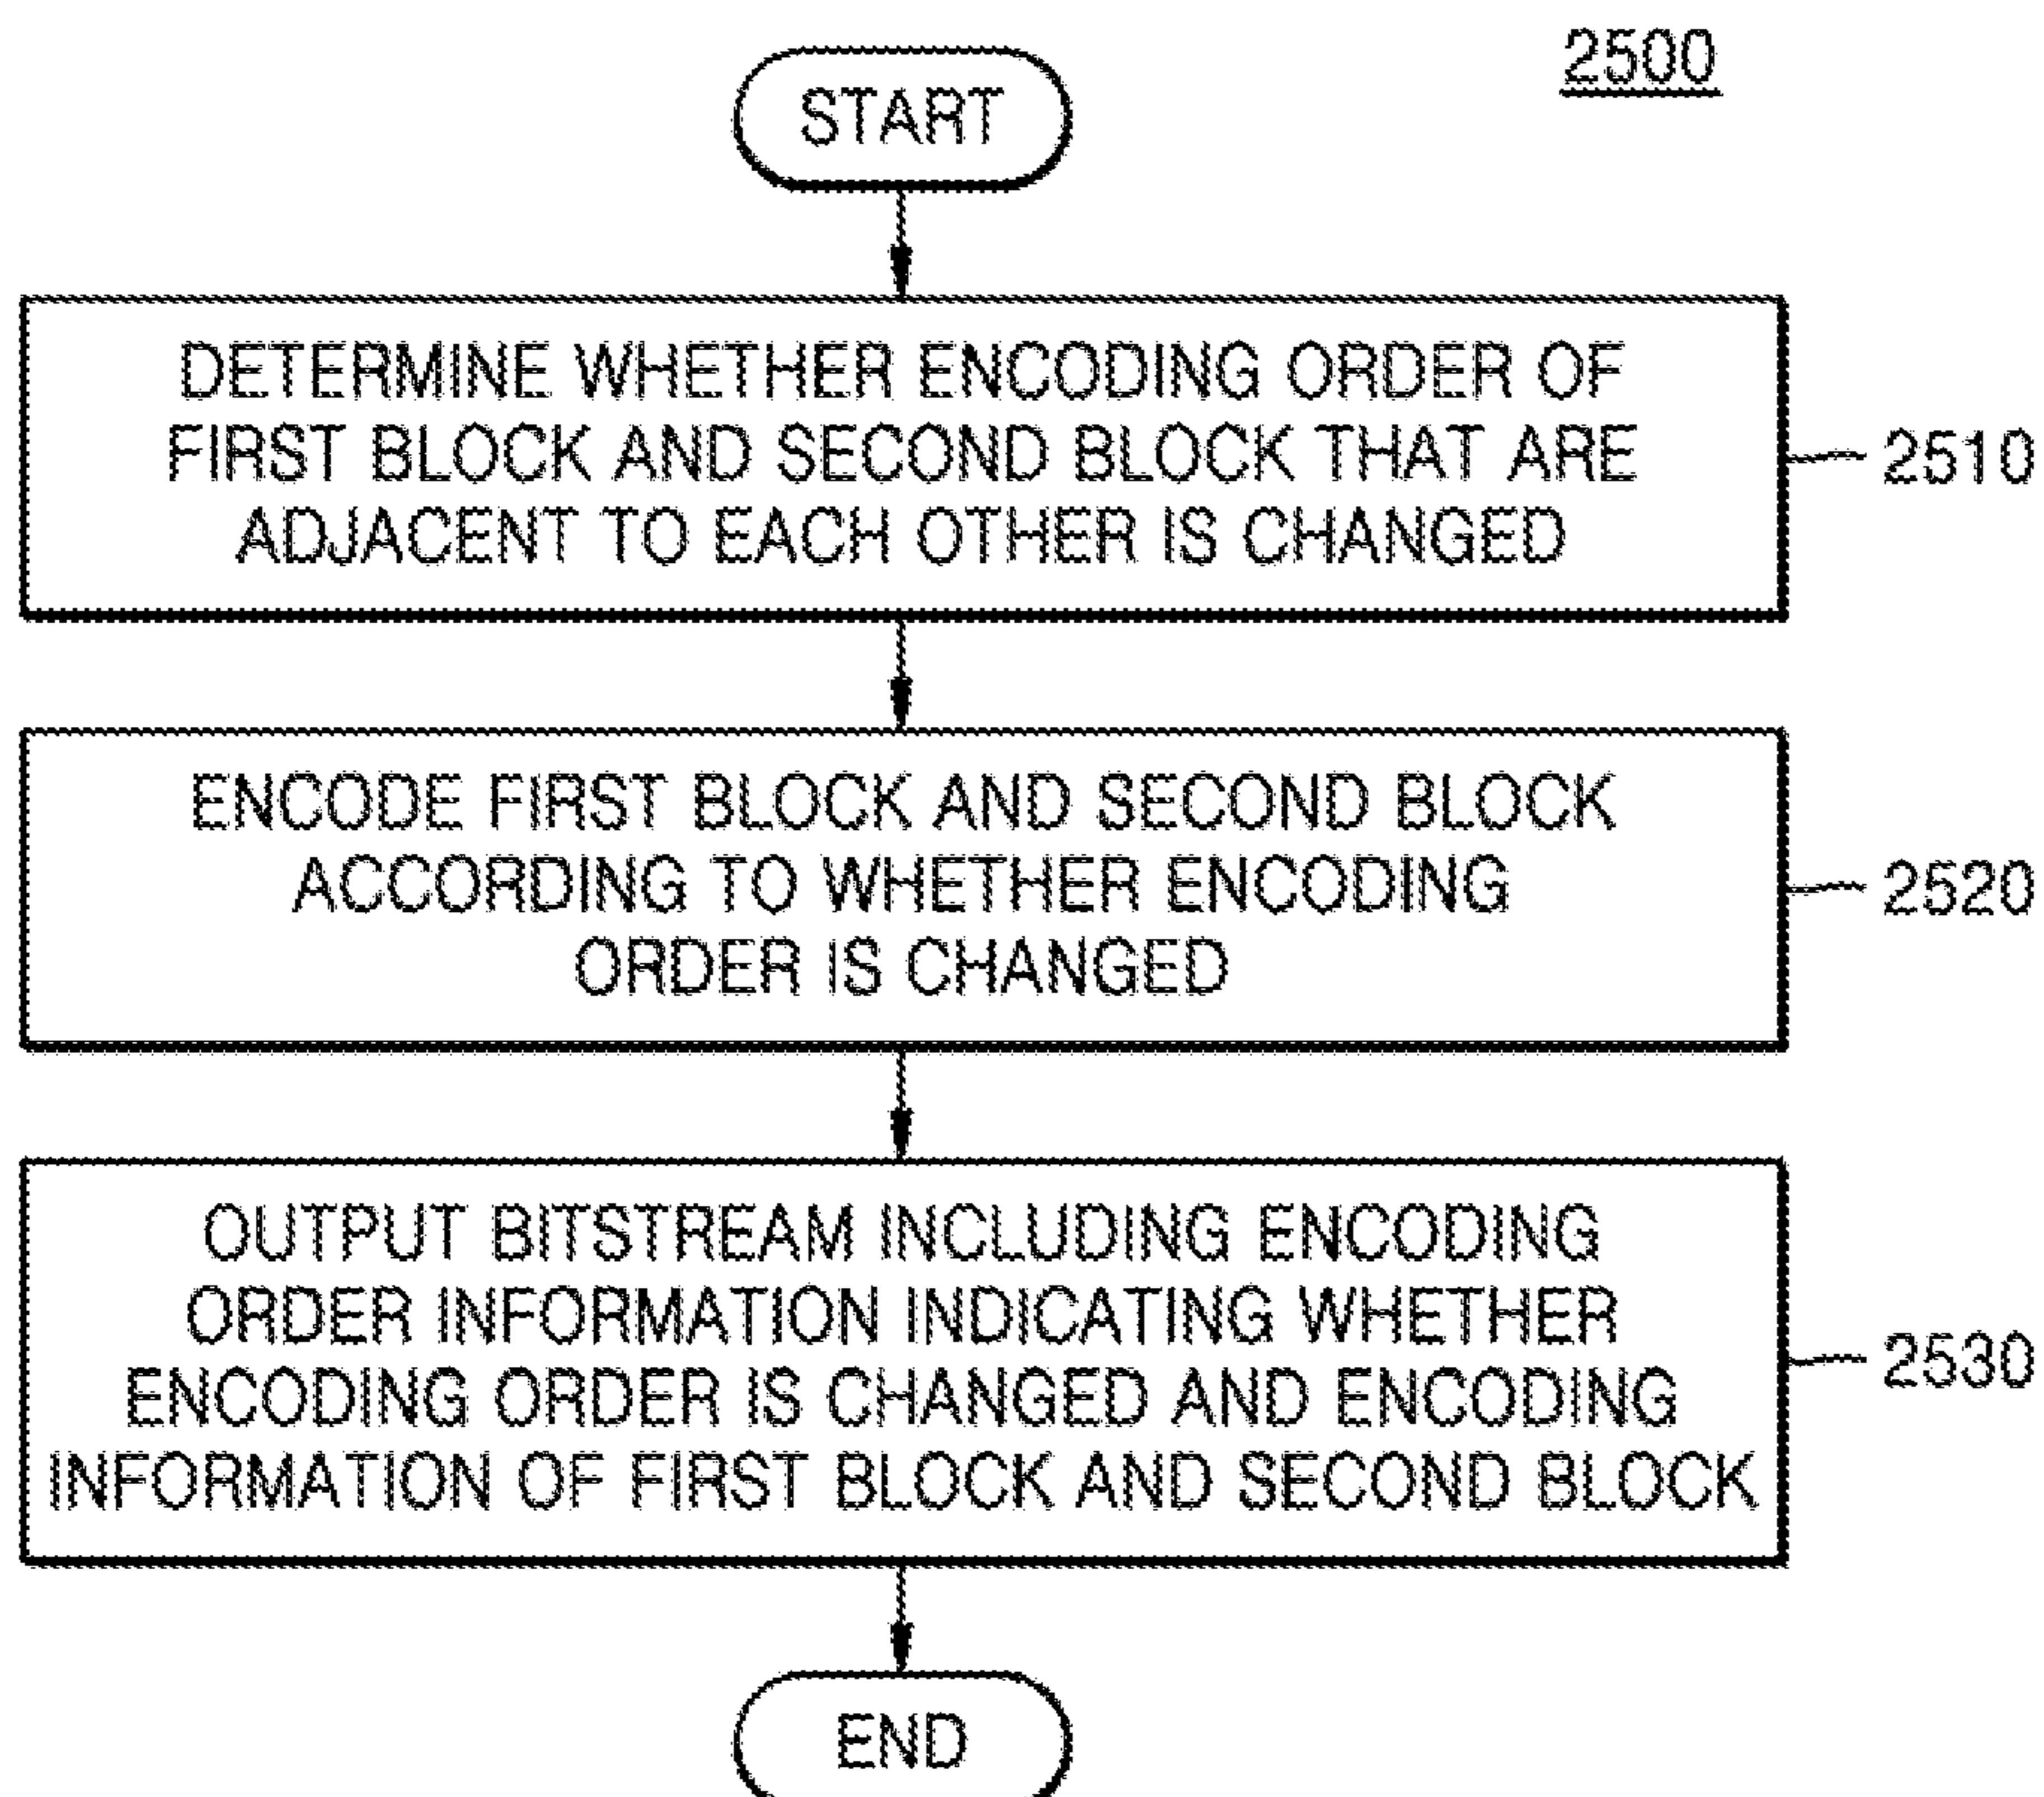 2500
START
DETERMINE WHETHER ENCODING ORDER OF
FIRST BLOCK AND SECOND BLOCK THAT ARE
ADJACENT TO EACH OTHER IS CHANGED
2510
ENCODE FIRST BLOCK AND SECOND BLOCK
ACCORDING TO WHETHER ENCODING
ORDER IS CHANGED
2520
OUTPUT BITSTREAM INCLUDING ENCODING
ORDER INFORMATION INDICATING WHETHER
ENCODING ORDER IS CHANGED AND ENCODING
INFORMATION OF FIRST BLOCK AND SECOND BLOCK
2530
END